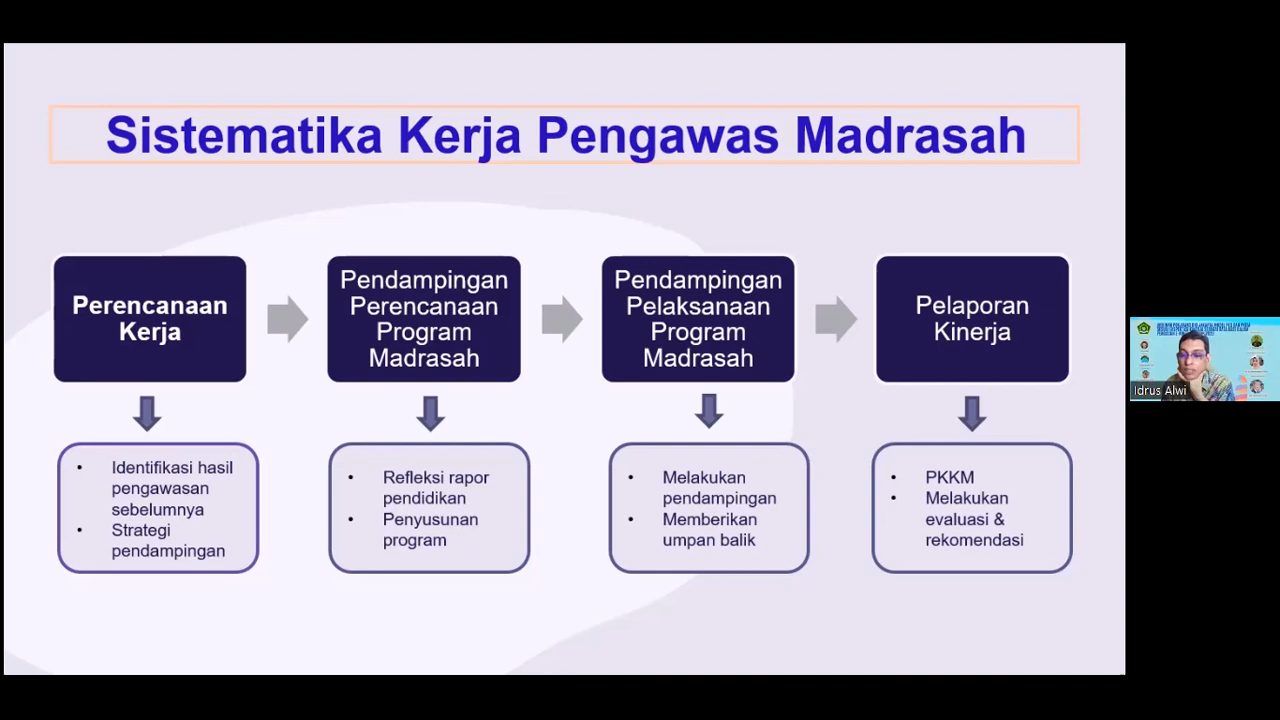 Sistematika Kerja Pengawas Madrasah
Perencanaan
Kerja
Pendampingan
Perencanaan
Program
Madrasah
Pendampingan
Pelaksanaan
Program
Madrasah
Pelaporan
Kinerja
• Identifikasi hasil
pengawasan
sebelumnya
• Strategi
pendampingan
• Refleksi rapor
pendidikan
• Penyusunan
program
• Melakukan
pendampingan
• Memberikan
umpan balik
• PKKM
• Melakukan
evaluasi &
rekomendasi
Idrus Alwi